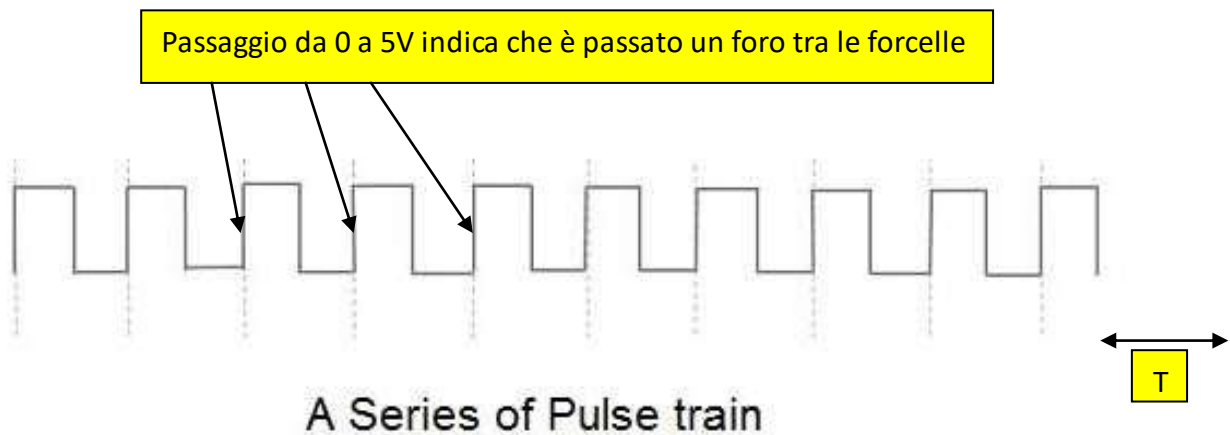 Passaggio da 0 a 5V indica che è passato un foro tra le forcelle
T
A Series of Pulse train